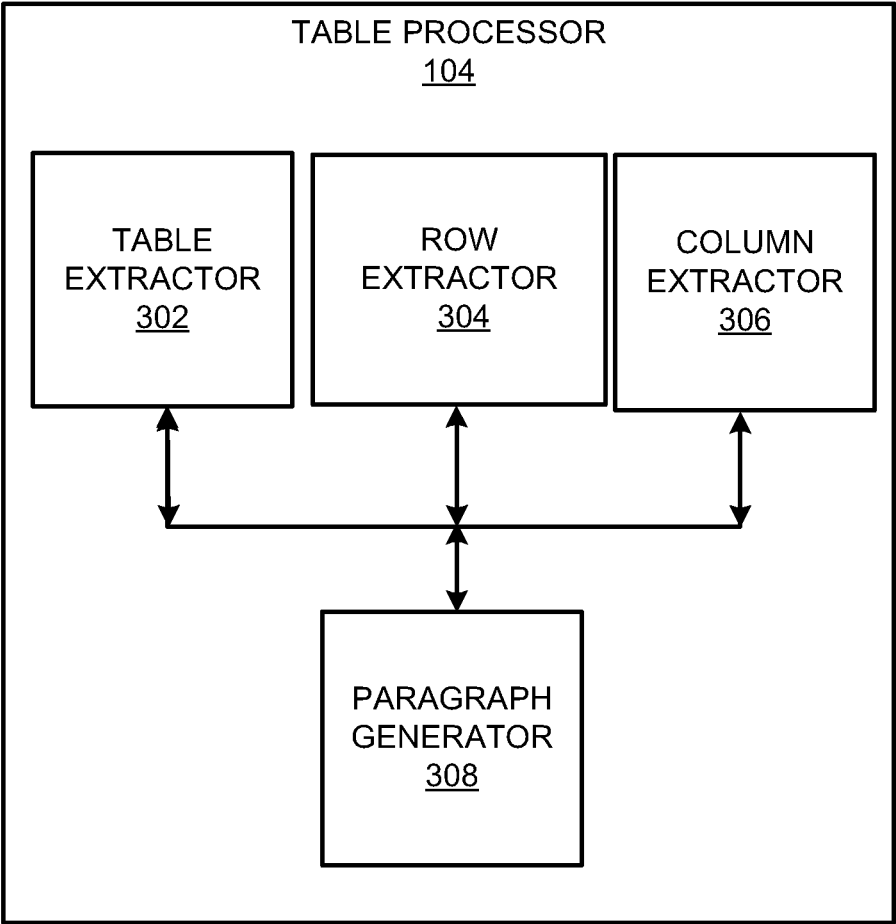 TABLE PROCESSOR
104
TABLE
EXTRACTOR
302
ROW
EXTRACTOR
304
COLUMN
EXTRACTOR
306
PARAGRAPH
GENERATOR
308